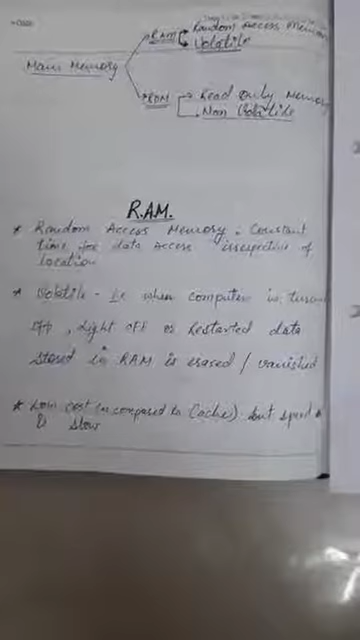 RAM → Random Access Memory
Volatile
Main Memory
ROM → Read Only Memory
Non Volatile
R.A.M.
* Random Access Memory : Constant
time for data access irrespective of
location
* Volatile - ie when computer is turned
off, light off or Restarted data
stored in RAM is erased / vanished
* Low cost (as compared to Cache) but speed
is slow